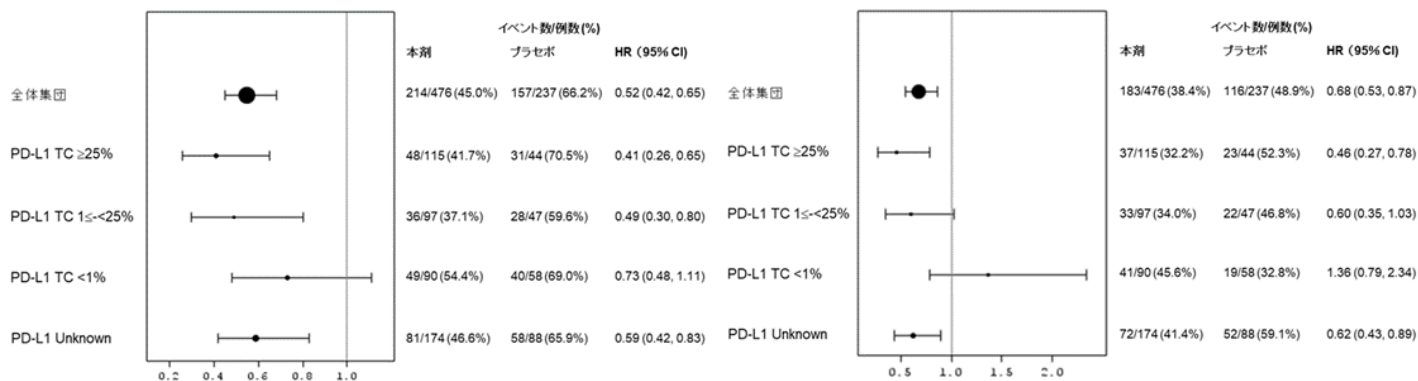 イベント数/例数(%)
本剤 プラセボ HR (95% CI)
全体集団 214/476 (45.0%) 157/237 (66.2%) 0.52 (0.42, 0.65)
PD-L1 TC ≥25% 48/115 (41.7%) 31/44 (70.5%) 0.41 (0.26, 0.65)
PD-L1 TC 1≤-<25% 36/97 (37.1%) 28/47 (59.6%) 0.49 (0.30, 0.80)
PD-L1 TC <1% 49/90 (54.4%) 40/58 (69.0%) 0.73 (0.48, 1.11)
PD-L1 Unknown 81/174 (46.6%) 58/88 (65.9%) 0.59 (0.42, 0.83)
0.2 0.4 0.6 0.8 1.0
イベント数/例数(%)
本剤 プラセボ HR (95% CI)
全体集団 183/476 (38.4%) 116/237 (48.9%) 0.68 (0.53, 0.87)
PD-L1 TC ≥25% 37/115 (32.2%) 23/44 (52.3%) 0.46 (0.27, 0.78)
PD-L1 TC 1≤-<25% 33/97 (34.0%) 22/47 (46.8%) 0.60 (0.35, 1.03)
PD-L1 TC <1% 41/90 (45.6%) 19/58 (32.8%) 1.36 (0.79, 2.34)
PD-L1 Unknown 72/174 (41.4%) 52/88 (59.1%) 0.62 (0.43, 0.89)
0.5 1.0 1.5 2.0